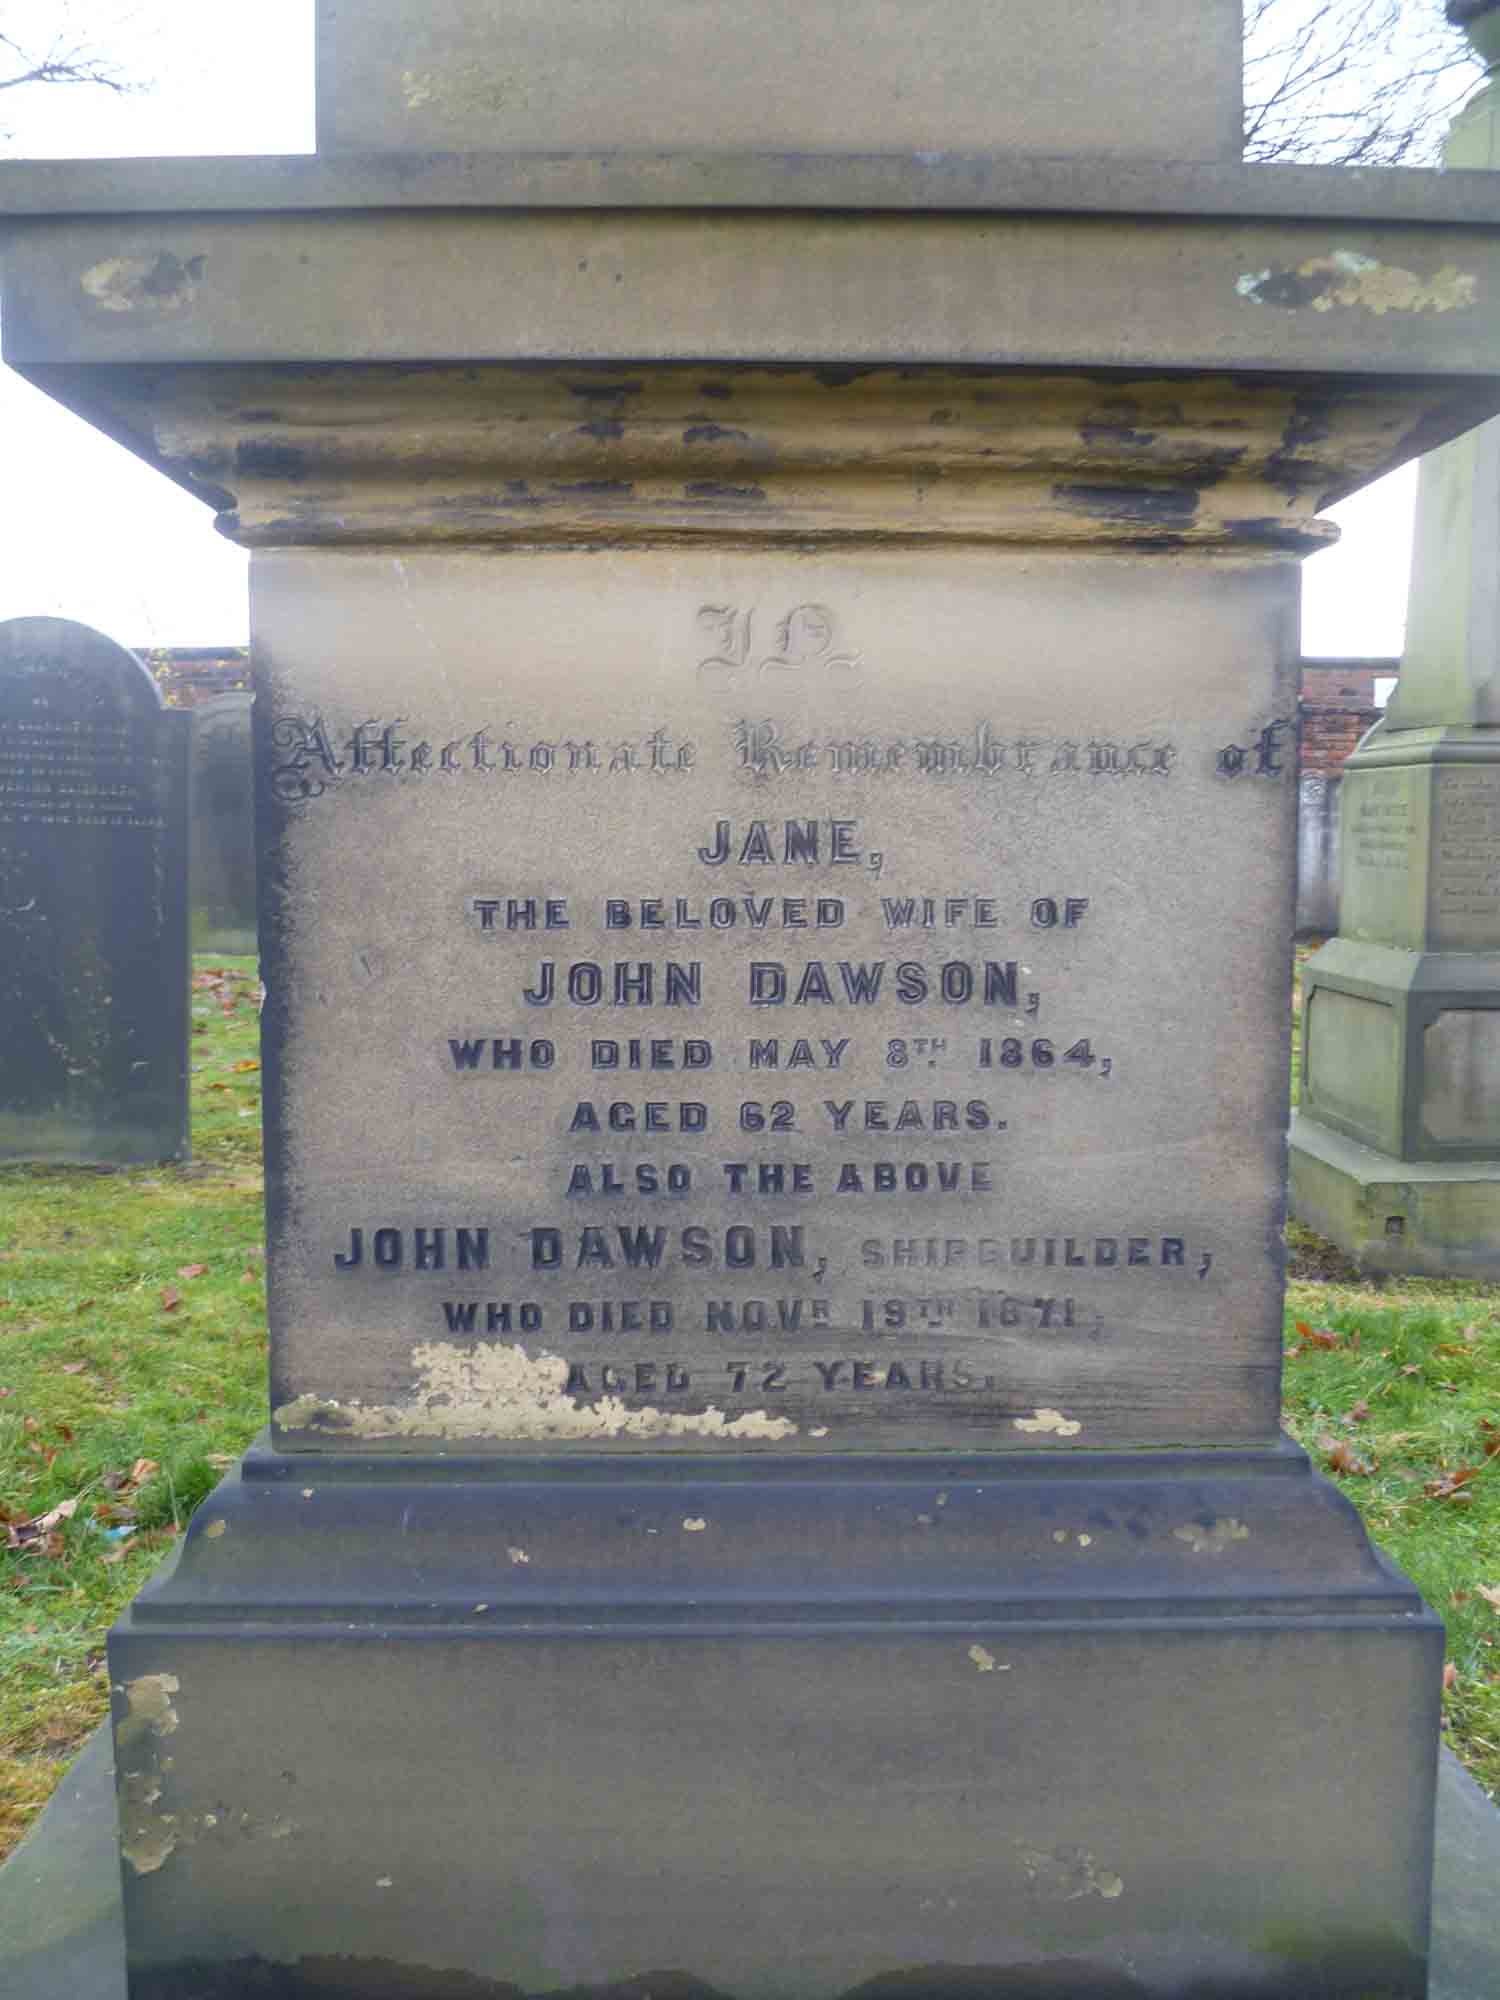 In
Affectionate Remembrance of
JANE,
THE BELOVED WIFE OF
JOHN DAWSON,
WHO DIED MAY 8TH 1864,
AGED 62 YEARS.
ALSO THE ABOVE
JOHN DAWSON, SHIPBUILDER,
WHO DIED NOVR 19TH 1871,
AGED 72 YEARS.